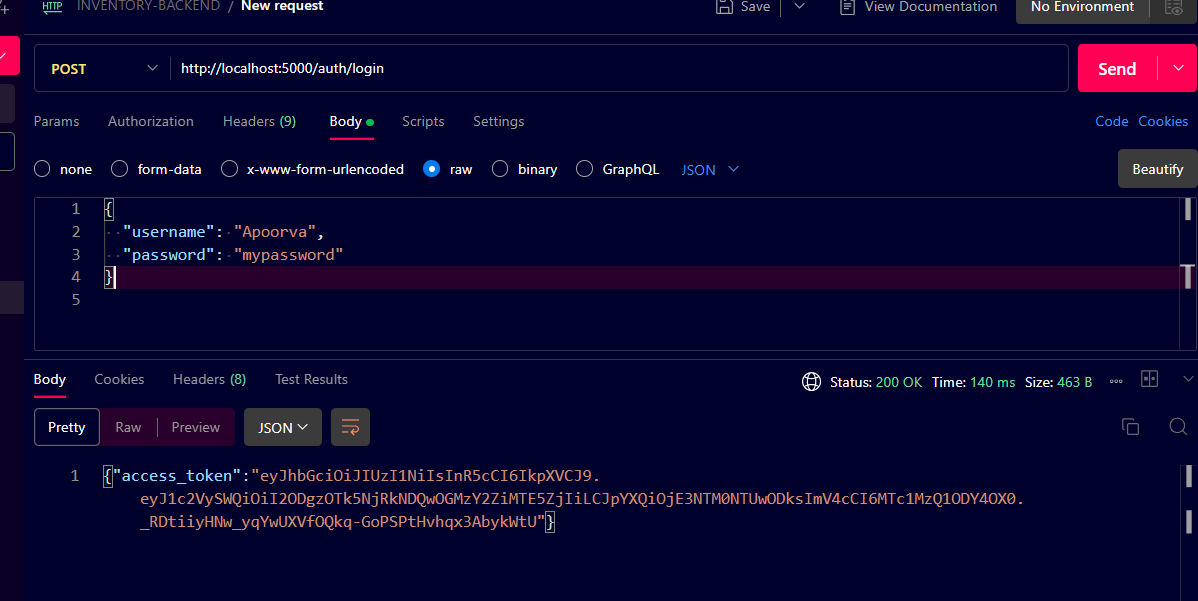 HTTP INVENTORY-BACKEND / New request
Save View Documentation No Environment
POST http://localhost:5000/auth/login Send
Params Authorization Headers (9) Body Scripts Settings Code Cookies
none form-data x-www-form-urlencoded raw binary GraphQL JSON Beautify
1 {
2 "username": "Apoorva",
3 "password": "mypassword"
4 }
5
Body Cookies Headers (8) Test Results Status: 200 OK Time: 140 ms Size: 463 B
Pretty Raw Preview JSON
1 {"access_token":"eyJhbGciOiJIUzI1NiIsInR5cCI6IkpXVCJ9.
eyJ1c2VySWQiOiI2ODgzOTk5NjRkNDQwOGMzY2ZiMTE5ZjIiLCJpYXQiOjE3NTM0NTUwODksImV4cCI6MTc1MzQ1ODY4OX0.
_RDtiiyHNw_yqYwUXVfOQkq-GoPSPtHvhqx3AbykWtU"}